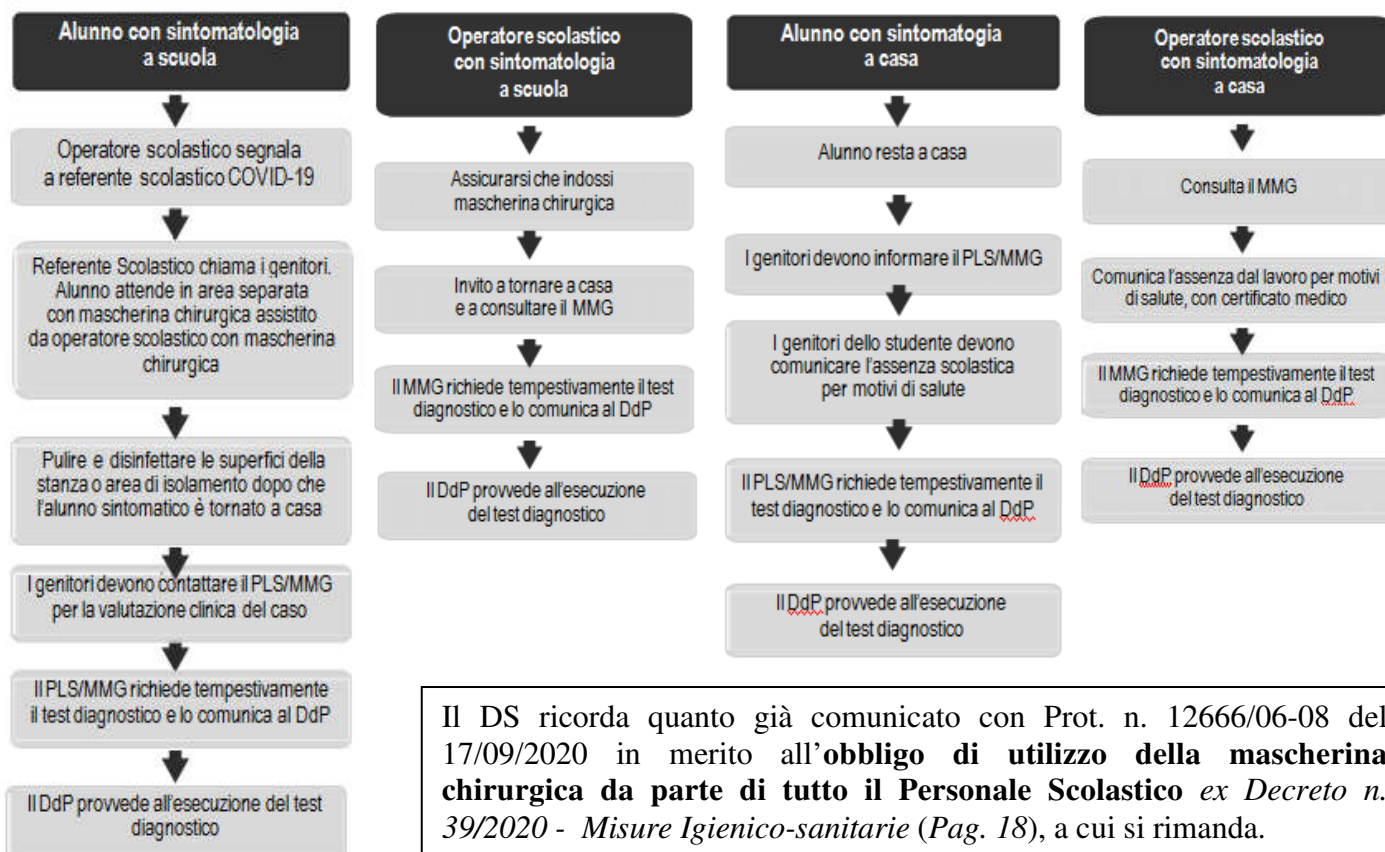 Alunno con sintomatologia
a scuola
Operatore scolastico segnala
a referente scolastico COVID-19
Referente Scolastico chiama i genitori.
Alunno attende in area separata
con mascherina chirurgica assistito
da operatore scolastico con mascherina
chirurgica
Pulire e disinfettare le superfici della
stanza o area di isolamento dopo che
l'alunno sintomatico è tornato a casa
I genitori devono contattare il PLS/MMG
per la valutazione clinica del caso
Il PLS/MMG richiede tempestivamente
il test diagnostico e lo comunica al DdP
Il DdP provvede all'esecuzione del test
diagnostico
Operatore scolastico
con sintomatologia
a scuola
Assicurarsi che indossi
mascherina chirurgica
Invito a tornare a casa
e a consultare il MMG
Il MMG richiede tempestivamente il test
diagnostico e lo comunica al DdP
Il DdP provvede all'esecuzione
del test diagnostico
Alunno con sintomatogia
a casa
Alunno resta a casa
I genitori devono informare il PLS/MMG
I genitori dello studente devono
comunicare l'assenza scolastica
per motivi di salute
Il PLS/MMG richiede tempestivamente il
test diagnostico e lo comunica al DdP
Il DdP provvede all'esecuzione
del test diagnostico
Operatore scolastico
con sintomatologia
a casa
Consulta il MMG
Comunica l'assenza dal lavoro per motivi
di salute, con certificato medico
Il MMG richiede tempestivamente il test
diagnostico e lo comunica al DdP
Il DdP provvede all'esecuzione
del test diagnostico
Il DS ricorda quanto già comunicato con Prot. n. 12666/06-08 del
17/09/2020 in merito all'obbligo di utilizzo della mascherina
chirurgica da parte di tutto il Personale Scolastico ex Decreto n.
39/2020 - Misure Igienico-sanitarie (Pag. 18), a cui si rimanda.